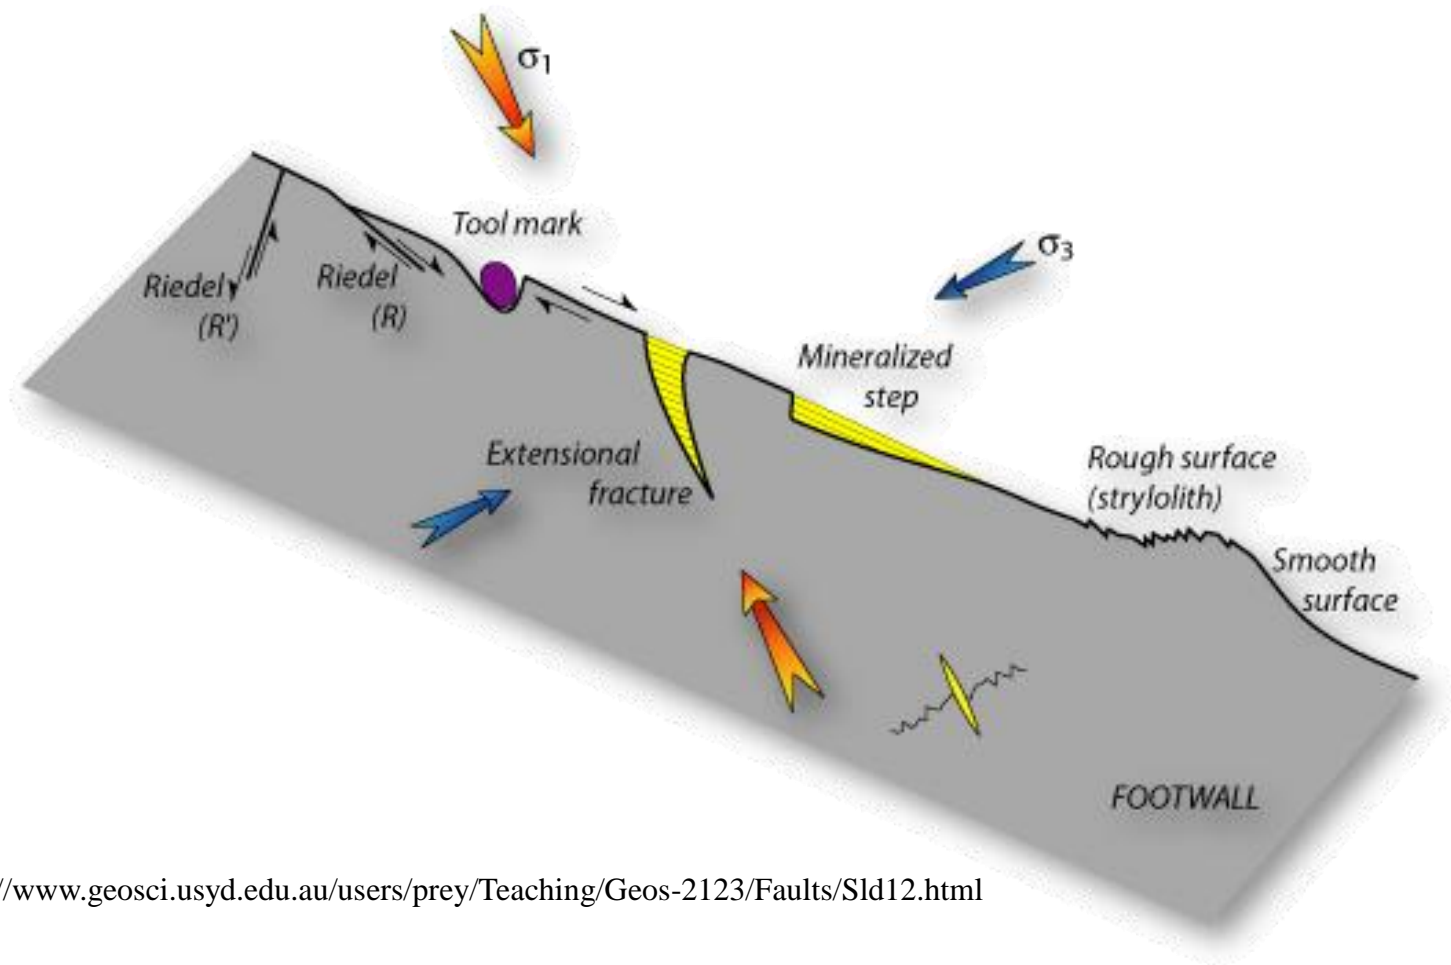 σ1
Tool mark
σ3
Riedel
(R')
Riedel
(R)
Mineralized
step
Extensional
fracture
Rough surface
(strylolith)
Smooth
surface
FOOTWALL
//www.geosci.usyd.edu.au/users/prey/Teaching/Geos-2123/Faults/Sld12.html